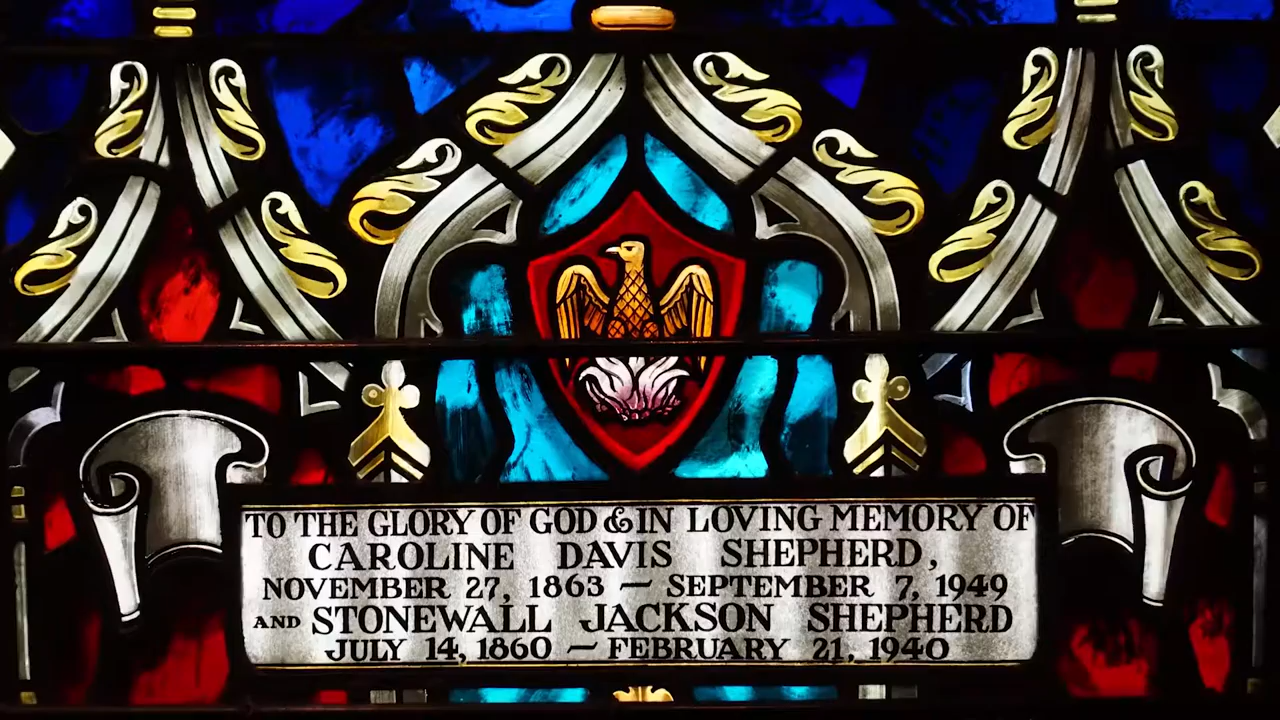 TO THE GLORY OF GOD & IN LOVING MEMORY OF
CAROLINE DAVIS SHEPHERD,
NOVEMBER 27, 1863 — SEPTEMBER 7, 1949
AND STONEWALL JACKSON SHEPHERD
JULY 14, 1860 — FEBRUARY 21, 1940